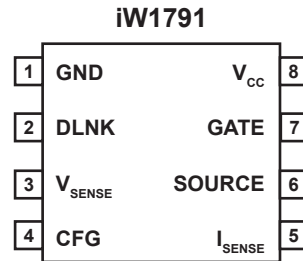 iW1791
1 GND V_CC 8
2 DLNK GATE 7
3 V_SENSE SOURCE 6
4 CFG I_SENSE 5